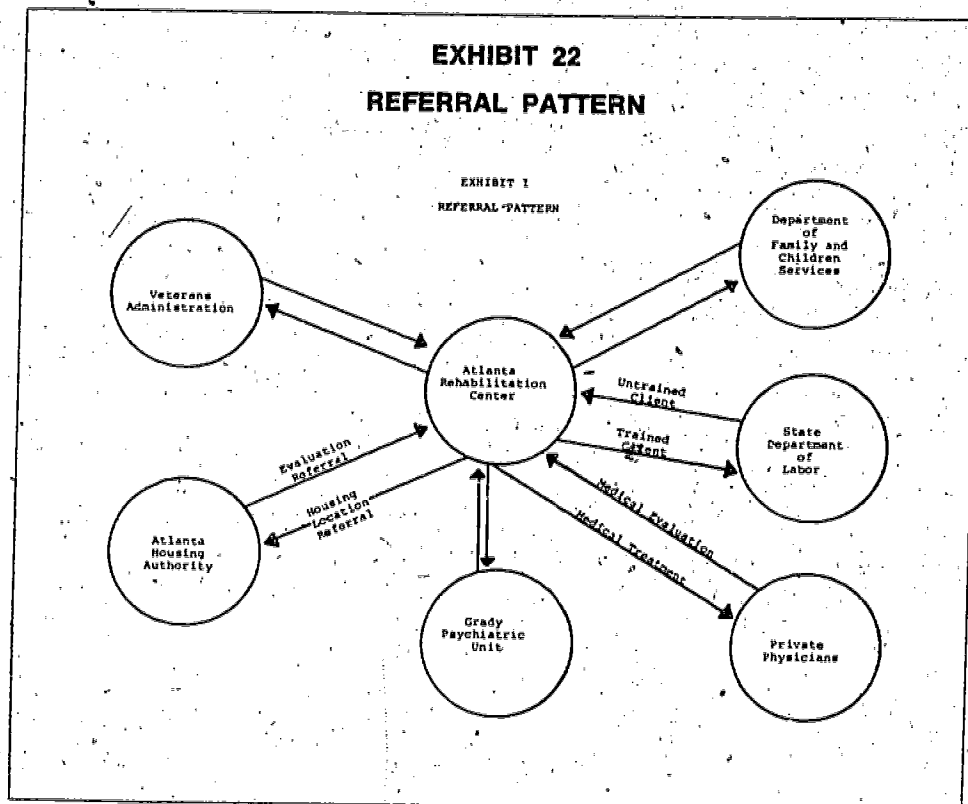 EXHIBIT 22
REFERRAL PATTERN
EXHIBIT 1
REFERRAL PATTERN
Department
of
Family and
Children
Services
Veterans
Administration
Atlanta
Rehabilitation
Center
Untrained
Client
Trained
Client
State
Department
of
Labor
Evaluation
Referral
Housing
Location
Referral
Medical Evaluation
Medical Treatment
Atlanta
Housing
Authority
Grady
Psychiatric
Unit
Private
Physicians